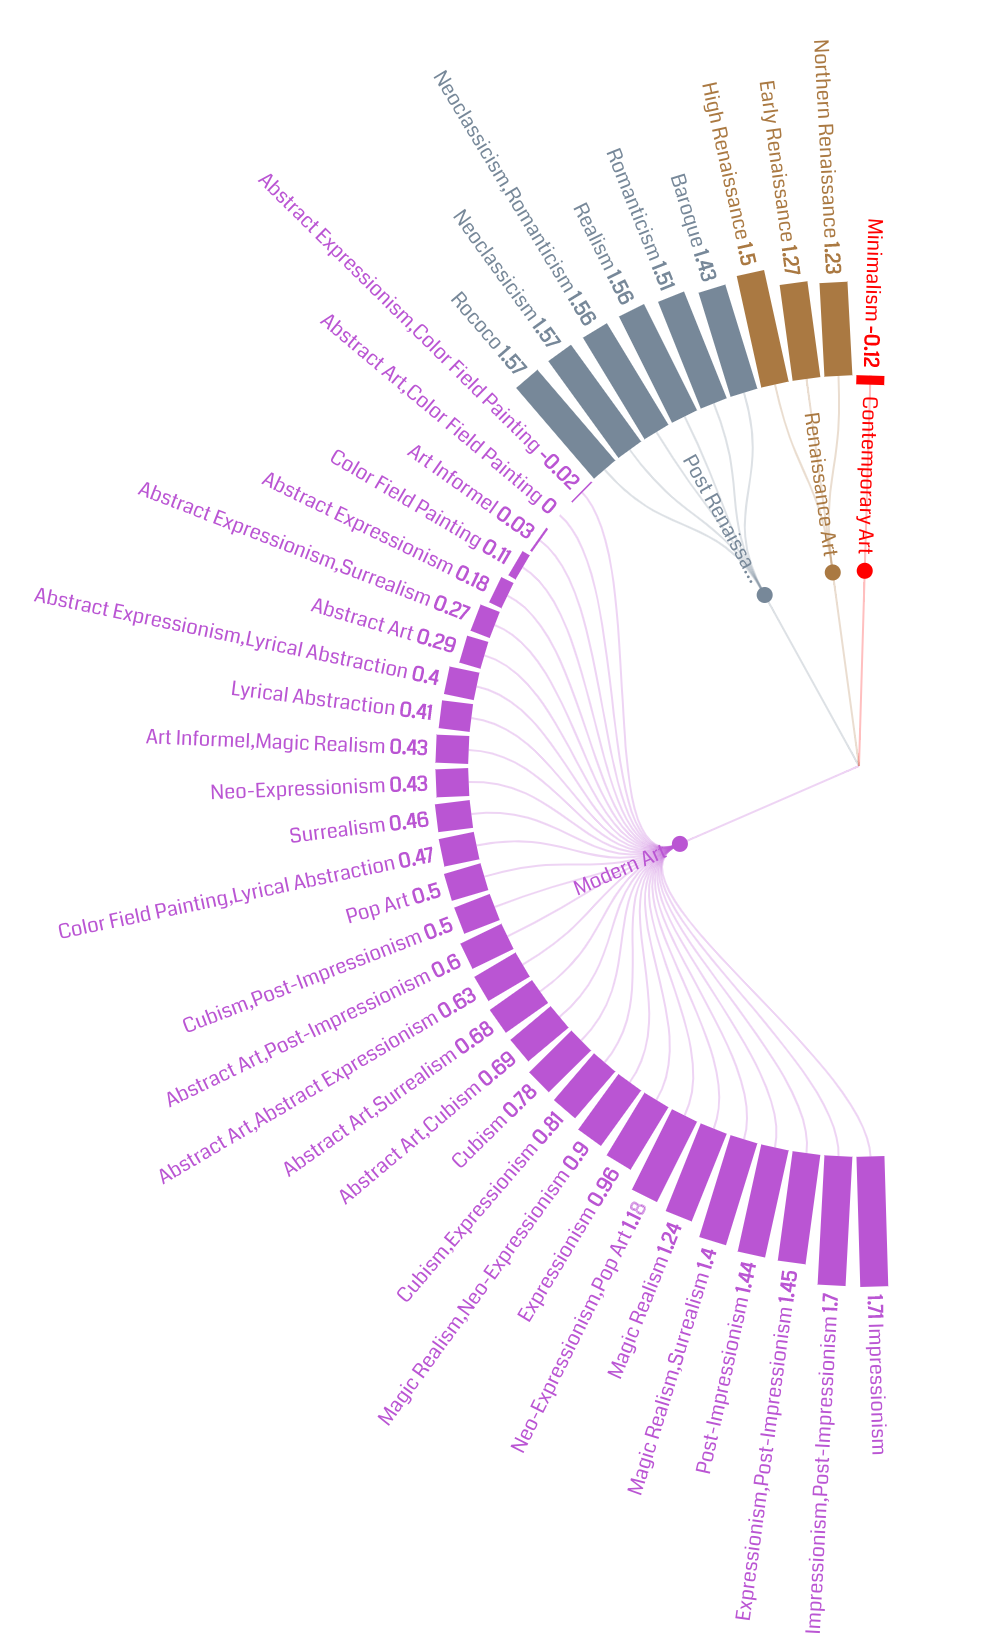 Minimalism -0.12
Contemporary Art
Northern Renaissance 1.23
Early Renaissance 1.27
High Renaissance 1.5
Renaissance Art
Baroque 1.43
Romanticism 1.51
Realism 1.56
Neoclassicism,Romanticism 1.56
Neoclassicism 1.57
Rococo 1.57
Post Renaissa...
Abstract Expressionism,Color Field Painting -0.02
Abstract Art,Color Field Painting 0
Art Informel 0.03
Color Field Painting 0.11
Abstract Expressionism 0.18
Abstract Expressionism,Surrealism 0.27
Abstract Art 0.29
Abstract Expressionism,Lyrical Abstraction 0.4
Lyrical Abstraction 0.41
Art Informel,Magic Realism 0.43
Neo-Expressionism 0.43
Surrealism 0.46
Color Field Painting,Lyrical Abstraction 0.47
Pop Art 0.5
Cubism,Post-Impressionism 0.5
Abstract Art,Post-Impressionism 0.6
Abstract Art,Abstract Expressionism 0.63
Abstract Art,Surrealism 0.68
Abstract Art,Cubism 0.69
Cubism 0.78
Cubism,Expressionism 0.81
Magic Realism,Neo-Expressionism 0.9
Expressionism 0.96
Neo-Expressionism,Pop Art 1.18
Magic Realism 1.24
Magic Realism,Surrealism 1.4
Post-Impressionism 1.44
Expressionism,Post-Impressionism 1.45
Impressionism,Post-Impressionism 1.7
1.71 Impressionism
Modern Art